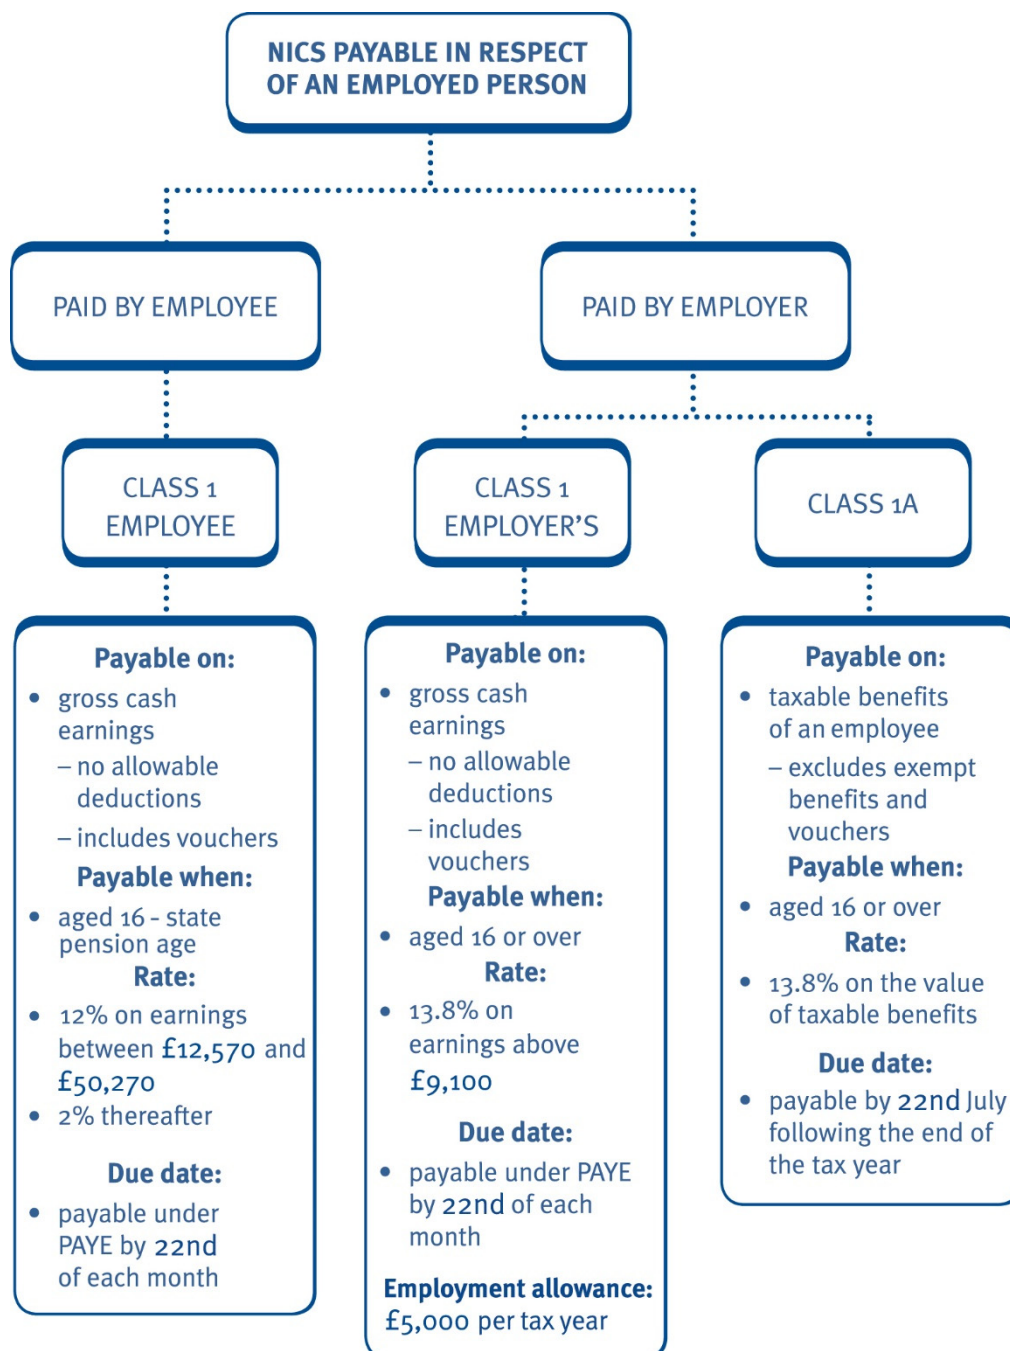 NICS PAYABLE IN RESPECT
OF AN EMPLOYED PERSON
PAID BY EMPLOYEE
PAID BY EMPLOYER
CLASS 1
EMPLOYEE
CLASS 1
EMPLOYER’S
CLASS 1A
Payable on:
• gross cash
earnings
– no allowable
deductions
– includes vouchers
Payable when:
• aged 16 - state
pension age
Rate:
• 12% on earnings
between £12,570 and
£50,270
• 2% thereafter
Due date:
• payable under
PAYE by 22nd
of each month
Payable on:
• gross cash
earnings
– no allowable
deductions
– includes
vouchers
Payable when:
• aged 16 or over
Rate:
• 13.8% on
earnings above
£9,100
Due date:
• payable under PAYE
by 22nd of each
month
Employment allowance:
£5,000 per tax year
Payable on:
• taxable benefits
of an employee
– excludes exempt
benefits and
vouchers
Payable when:
• aged 16 or over
Rate:
• 13.8% on the value
of taxable benefits
Due date:
• payable by 22nd July
following the end of
the tax year